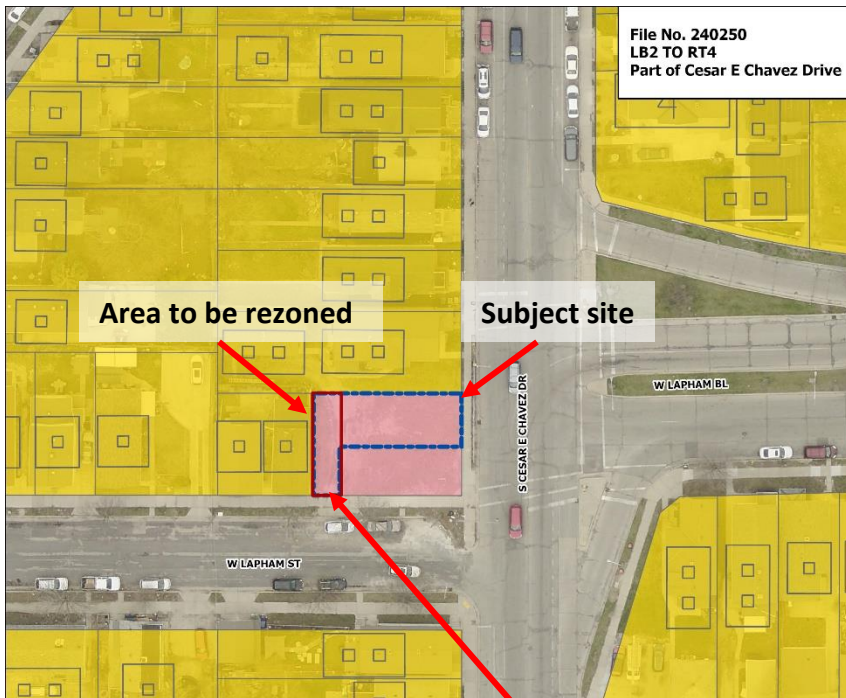 File No. 240250
LB2 TO RT4
Part of Cesar E Chavez Drive
Area to be rezoned
Subject site
S CESAR E CHAVEZ DR
W LAPHAM BL
W LAPHAM ST